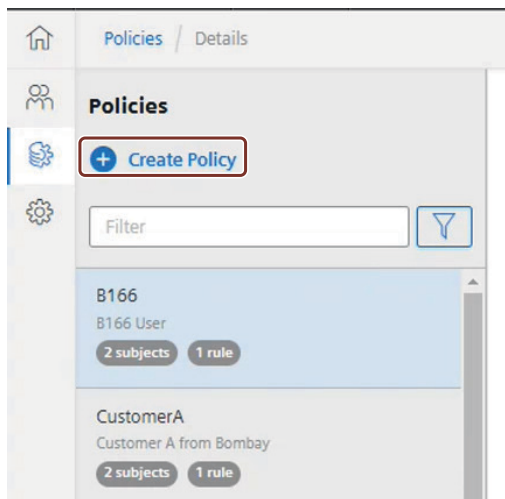 Policies / Details
Policies
Create Policy
Filter
B166
B166 User
2 subjects 1 rule
CustomerA
Customer A from Bombay
2 subjects 1 rule